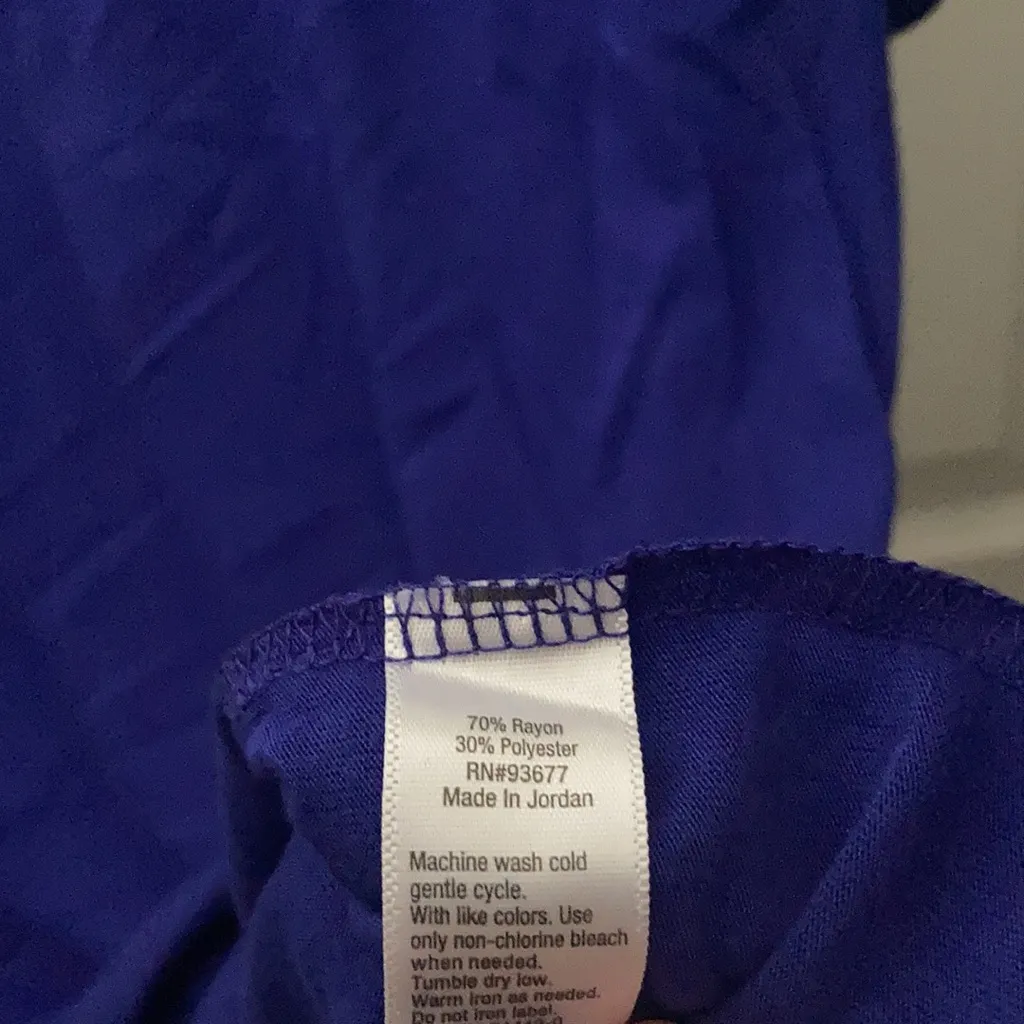 70% Rayon
30% Polyester
RN#93677
Made In Jordan
Machine wash cold
gentle cycle.
With like colors. Use
only non-chlorine bleach
when needed.
Tumble dry low.
Warm iron as needed.
Do not iron label.